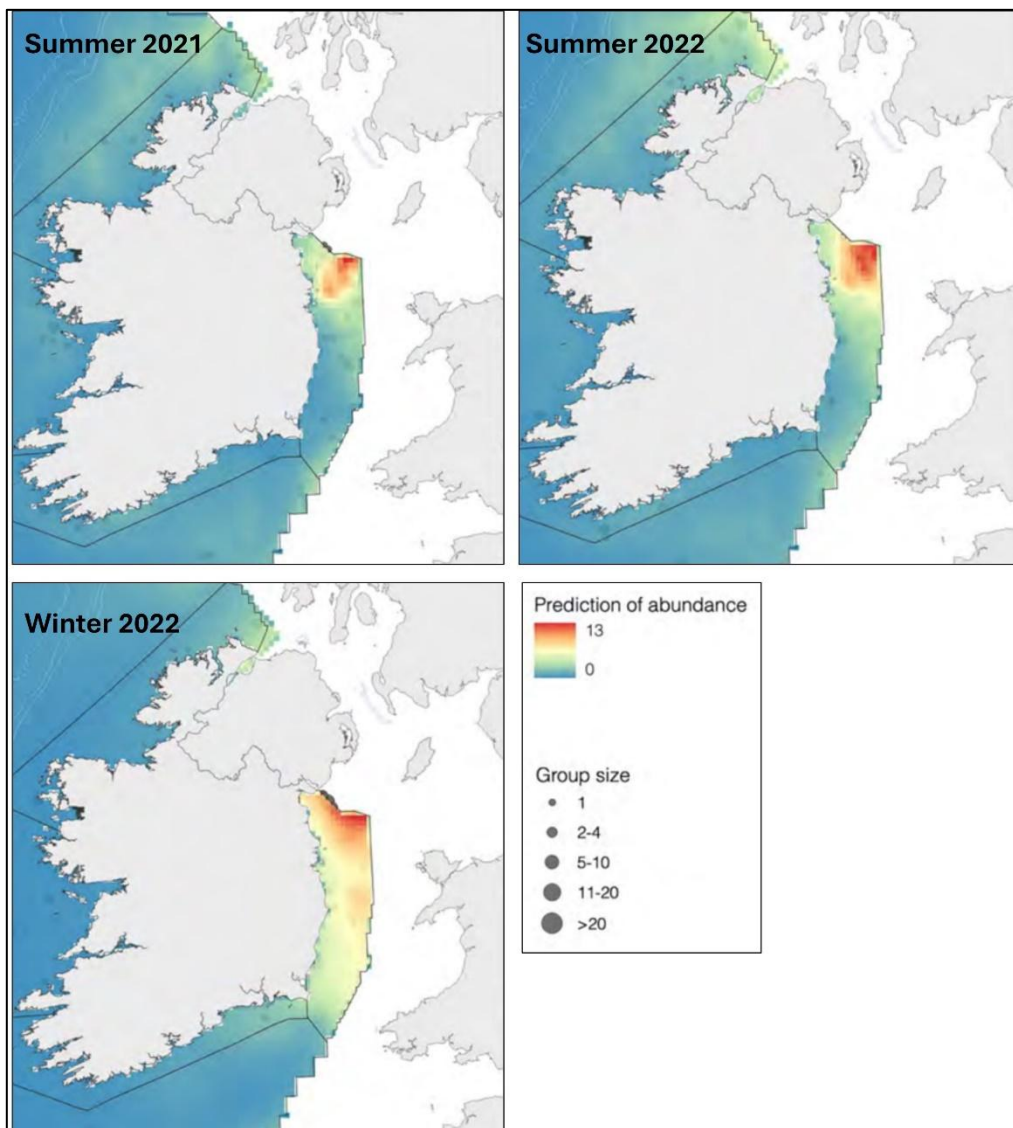 Summer 2021
Summer 2022
Winter 2022
Prediction of abundance
13
0
Group size
1
2-4
5-10
11-20
>20